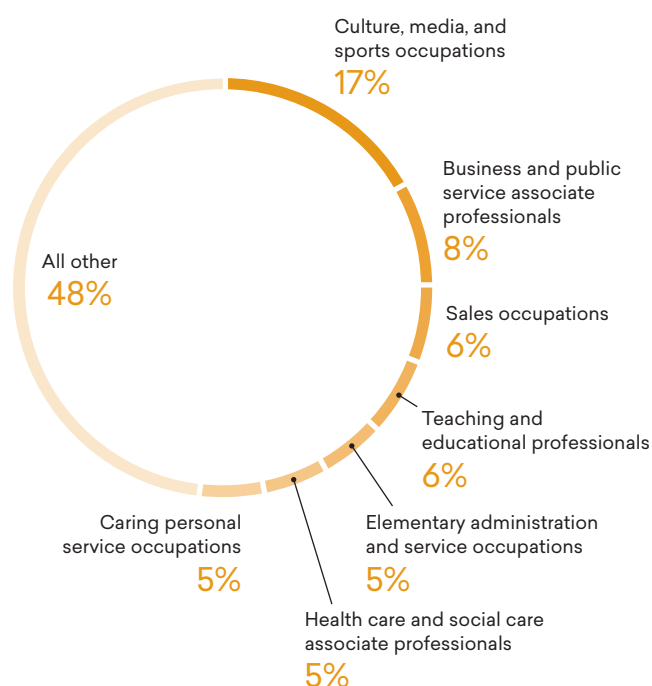 Culture, media, and
sports occupations
17%
Business and public
service associate
professionals
8%
All other
48%
Sales occupations
6%
Teaching and
educational professionals
6%
Elementary administration
and service occupations
5%
Health care and social care
associate professionals
5%
Caring personal
service occupations
5%